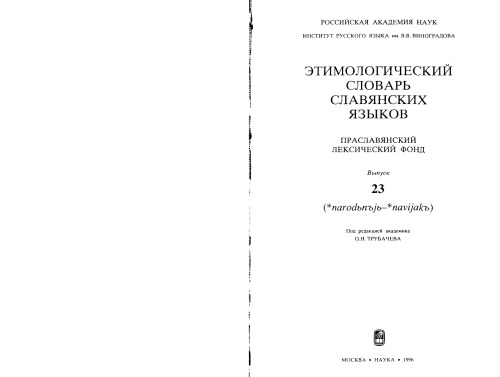 РОССИЙСКАЯ АКАДЕМИЯ НАУК
ИНСТИТУТ РУССКОГО ЯЗЫКА им В.В. ВИНОГРАДОВА
ЭТИМОЛОГИЧЕСКИЙ
СЛОВАРЬ
СЛАВЯНСКИХ
ЯЗЫКОВ
ПРАСЛАВЯНСКИЙ
ЛЕКСИЧЕСКИЙ ФОНД
Выпуск
23
(*narodьnъjь–*navijakъ)
Под редакцией академика
О.Н. ТРУБАЧЕВА
МОСКВА • НАУКА • 1996